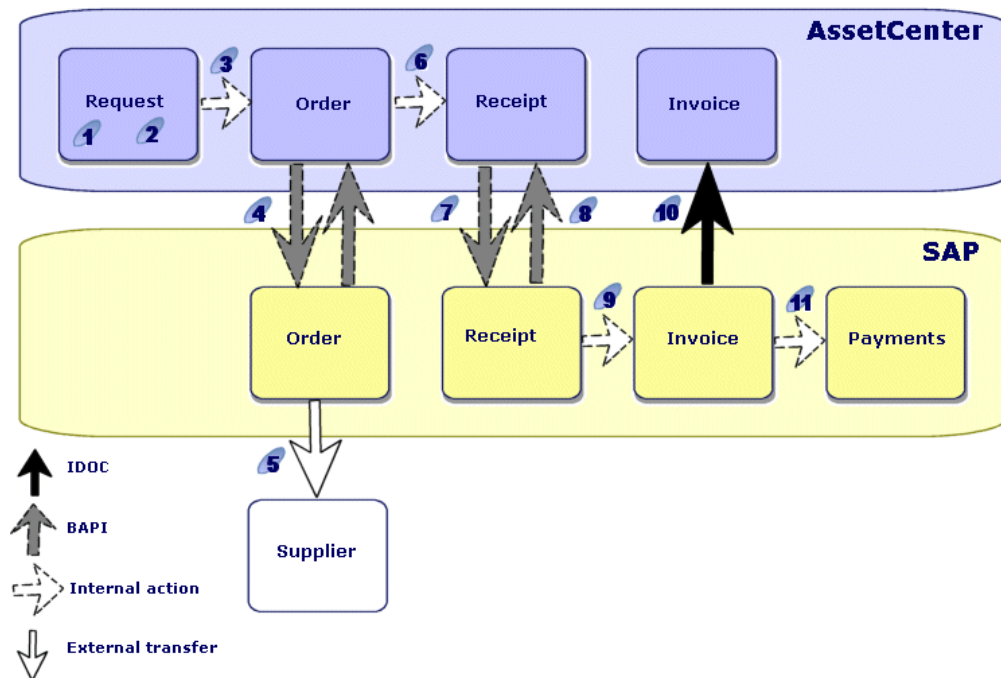 AssetCenter
3
6
Request
Order
Receipt
Invoice
1
2
4
7
8
10
SAP
9
11
Order
Receipt
Invoice
Payments
5
IDOC
BAPI
Supplier
Internal action
External transfer